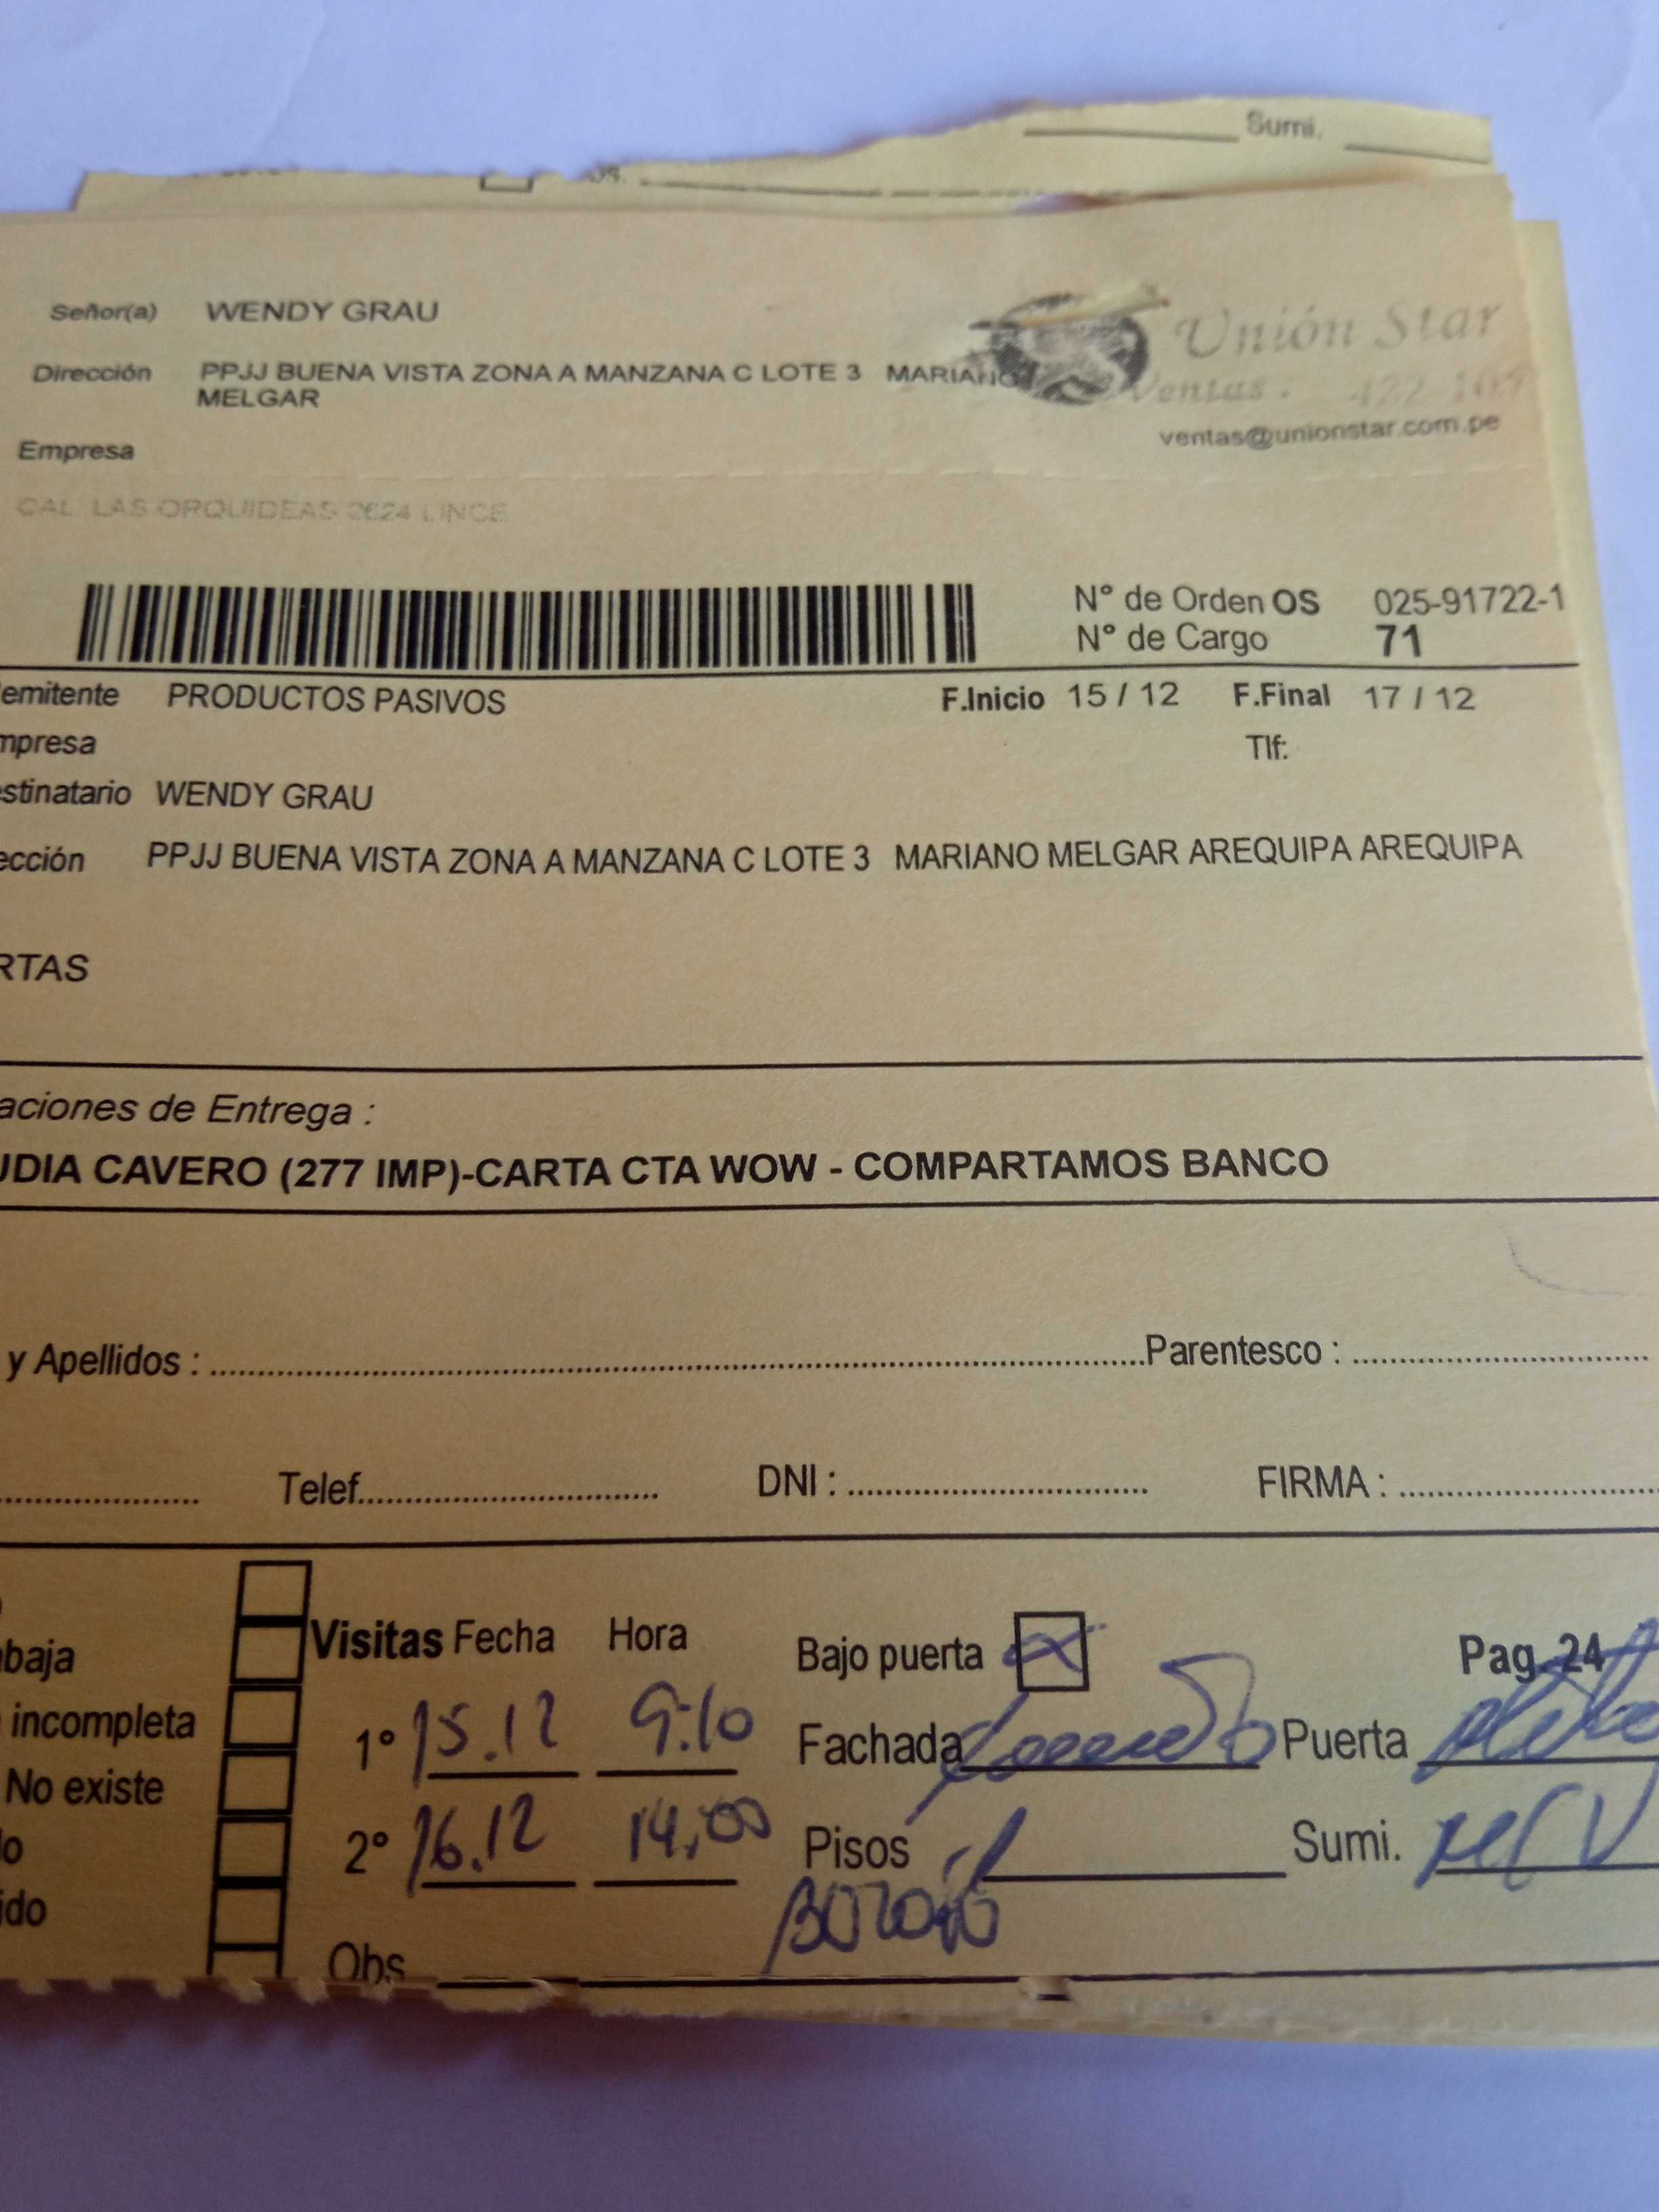 Sumi.
Señor(a) WENDY GRAU
Unión Star
Dirección PPJJ BUENA VISTA ZONA A MANZANA C LOTE 3 MARIANO
MELGAR
Ventas :
ventas@unionstar.com.pe
Empresa
CAL LAS ORQUIDEAS 2624 LINCE
N° de Orden OS 025-91722-1
N° de Cargo 71
emitente PRODUCTOS PASIVOS F.Inicio 15 / 12 F.Final 17 / 12
mpresa Tlf:
stinatario WENDY GRAU
ección PPJJ BUENA VISTA ZONA A MANZANA C LOTE 3 MARIANO MELGAR AREQUIPA AREQUIPA
RTAS
aciones de Entrega :
UDIA CAVERO (277 IMP)-CARTA CTA WOW - COMPARTAMOS BANCO
y Apellidos : Parentesco :
Telef. DNI : FIRMA :
Visitas Fecha Hora Bajo puerta Pag. 24
baja
incompleta 1° 15.12 9:10 Fachada Puerta
No existe
lo 2° 16.12 14,00 Pisos 1 Sumi.
ido
Obs